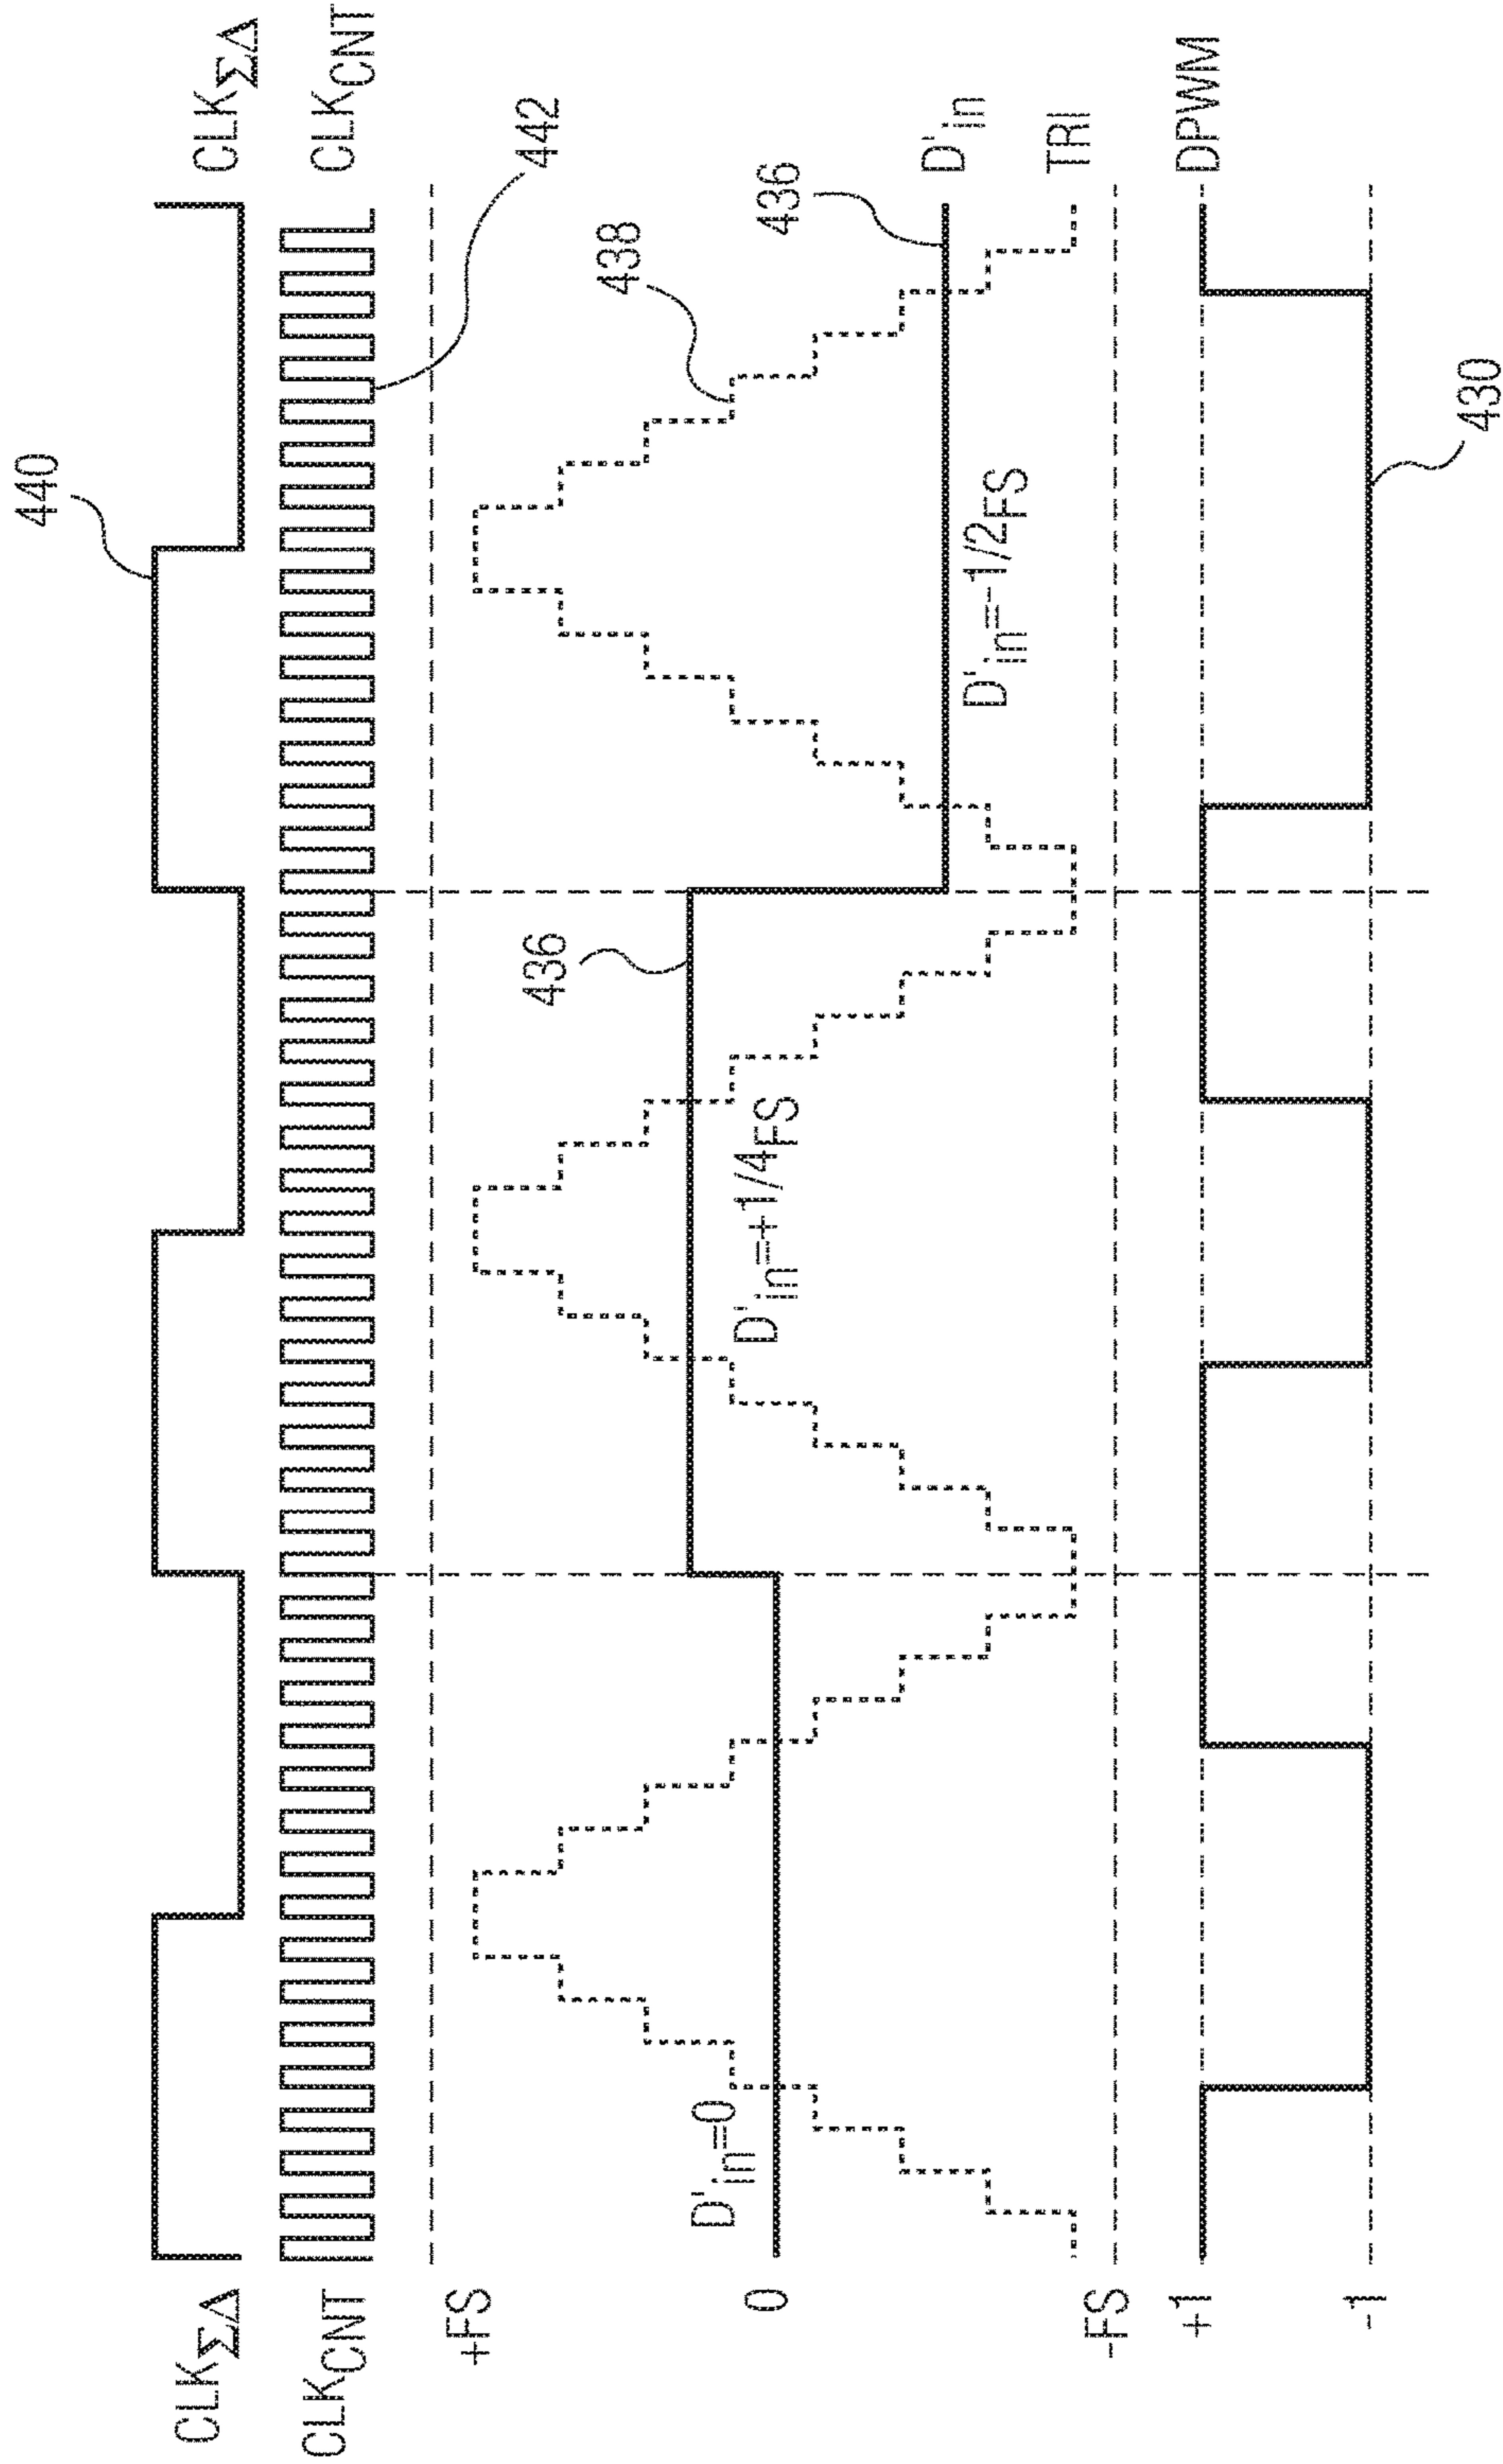 440
CLKΣΔ
CLKΣΔ
CLKCNT
CLKCNT
442
+FS
438
436
436
D'in
D'in=0
D'in=+1/4FS
D'in=-1/2FS
0
TRI
-FS
+1
DPWM
-1
430